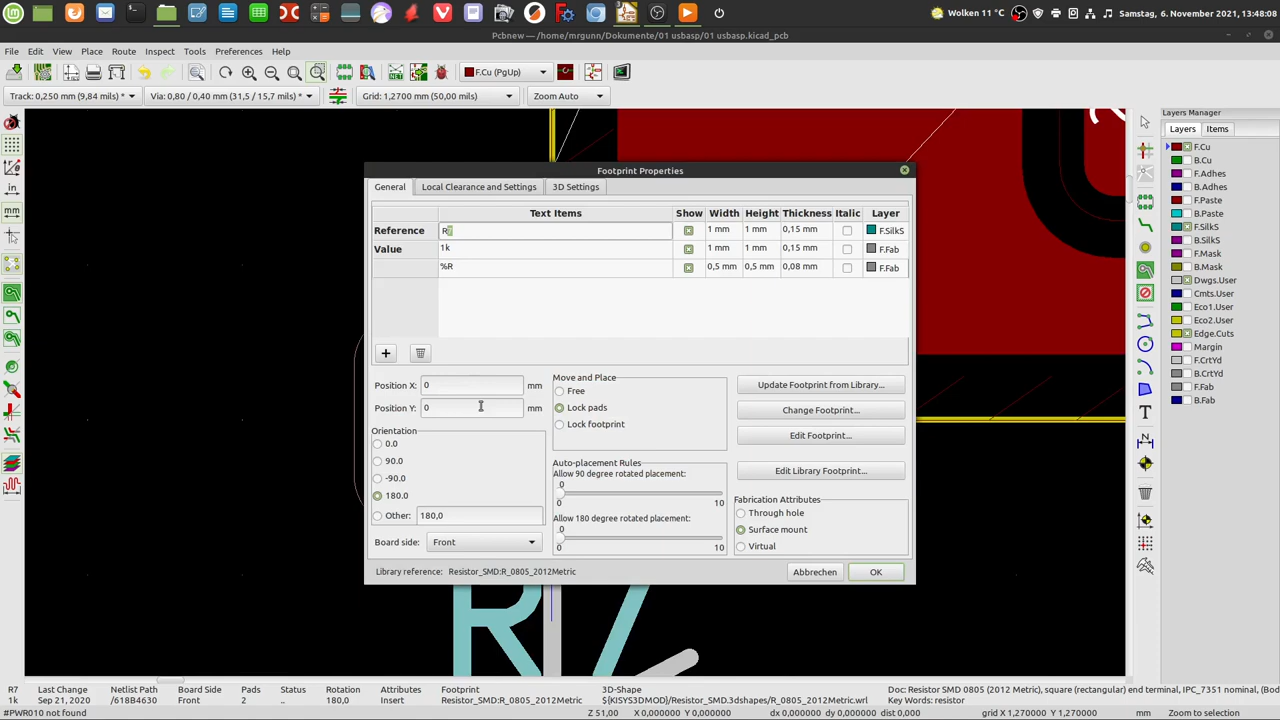 Wolken 11 °C
samstag, 6. November 2021, 13:48:08
Pcbnew — /home/mrgunn/Dokumente/01 usbasp/01 usbasp.kicad_pcb
File Edit View Place Route Inspect Tools Preferences Help
F.Cu (PgUp)
Track: 0,250 mm (9,84 mils) * Via: 0,80 / 0,40 mm (31,5 / 15,7 mils) * Grid: 1,2700 mm (50,00 mils) Zoom Auto
Layers Manager
Layers Items
F.Cu
B.Cu
F.Adhes
B.Adhes
F.Paste
B.Paste
F.SilkS
B.SilkS
F.Mask
B.Mask
Dwgs.User
Cmts.User
Eco1.User
Eco2.User
Edge.Cuts
Margin
F.CrtYd
B.CrtYd
F.Fab
B.Fab
Footprint Properties
General Local Clearance and Settings 3D Settings
Text Items Show Width Height Thickness Italic Layer
Reference R7 1 mm 1 mm 0,15 mm F.SilkS
Value 1k 1 mm 1 mm 0,15 mm F.Fab
%R 0,5 mm 0,5 mm 0,08 mm F.Fab
Position X: 0 mm
Position Y: 0 mm
Orientation
0.0
90.0
-90.0
180.0
Other: 180,0
Board side: Front
Move and Place
Free
Lock pads
Lock footprint
Auto-placement Rules
Allow 90 degree rotated placement:
0
0 10
Allow 180 degree rotated placement:
0
0 10
Update Footprint from Library...
Change Footprint...
Edit Footprint...
Edit Library Footprint...
Fabrication Attributes
Through hole
Surface mount
Virtual
Library reference: Resistor_SMD:R_0805_2012Metric
Abbrechen OK
R7
R7 Last Change Netlist Path Board Side Pads Status Rotation Attributes Footprint 3D-Shape Doc: Resistor SMD 0805 (2012 Metric), square (rectangular) end terminal, IPC_7351 nominal, (Bod
1k Sep 21, 2020 /618B4630 Front 2 .. 180,0 Insert Resistor_SMD:R_0805_2012Metric ${KISYS3DMOD}/Resistor_SMD.3dshapes/R_0805_2012Metric.wrl Key Words: resistor
#PWR010 not found Z 51,00 X 0,000000 Y 0,000000 dx 0,000000 dy 0,000000 dist 0,000 grid X 1,270000 Y 1,270000 mm Zoom to selection